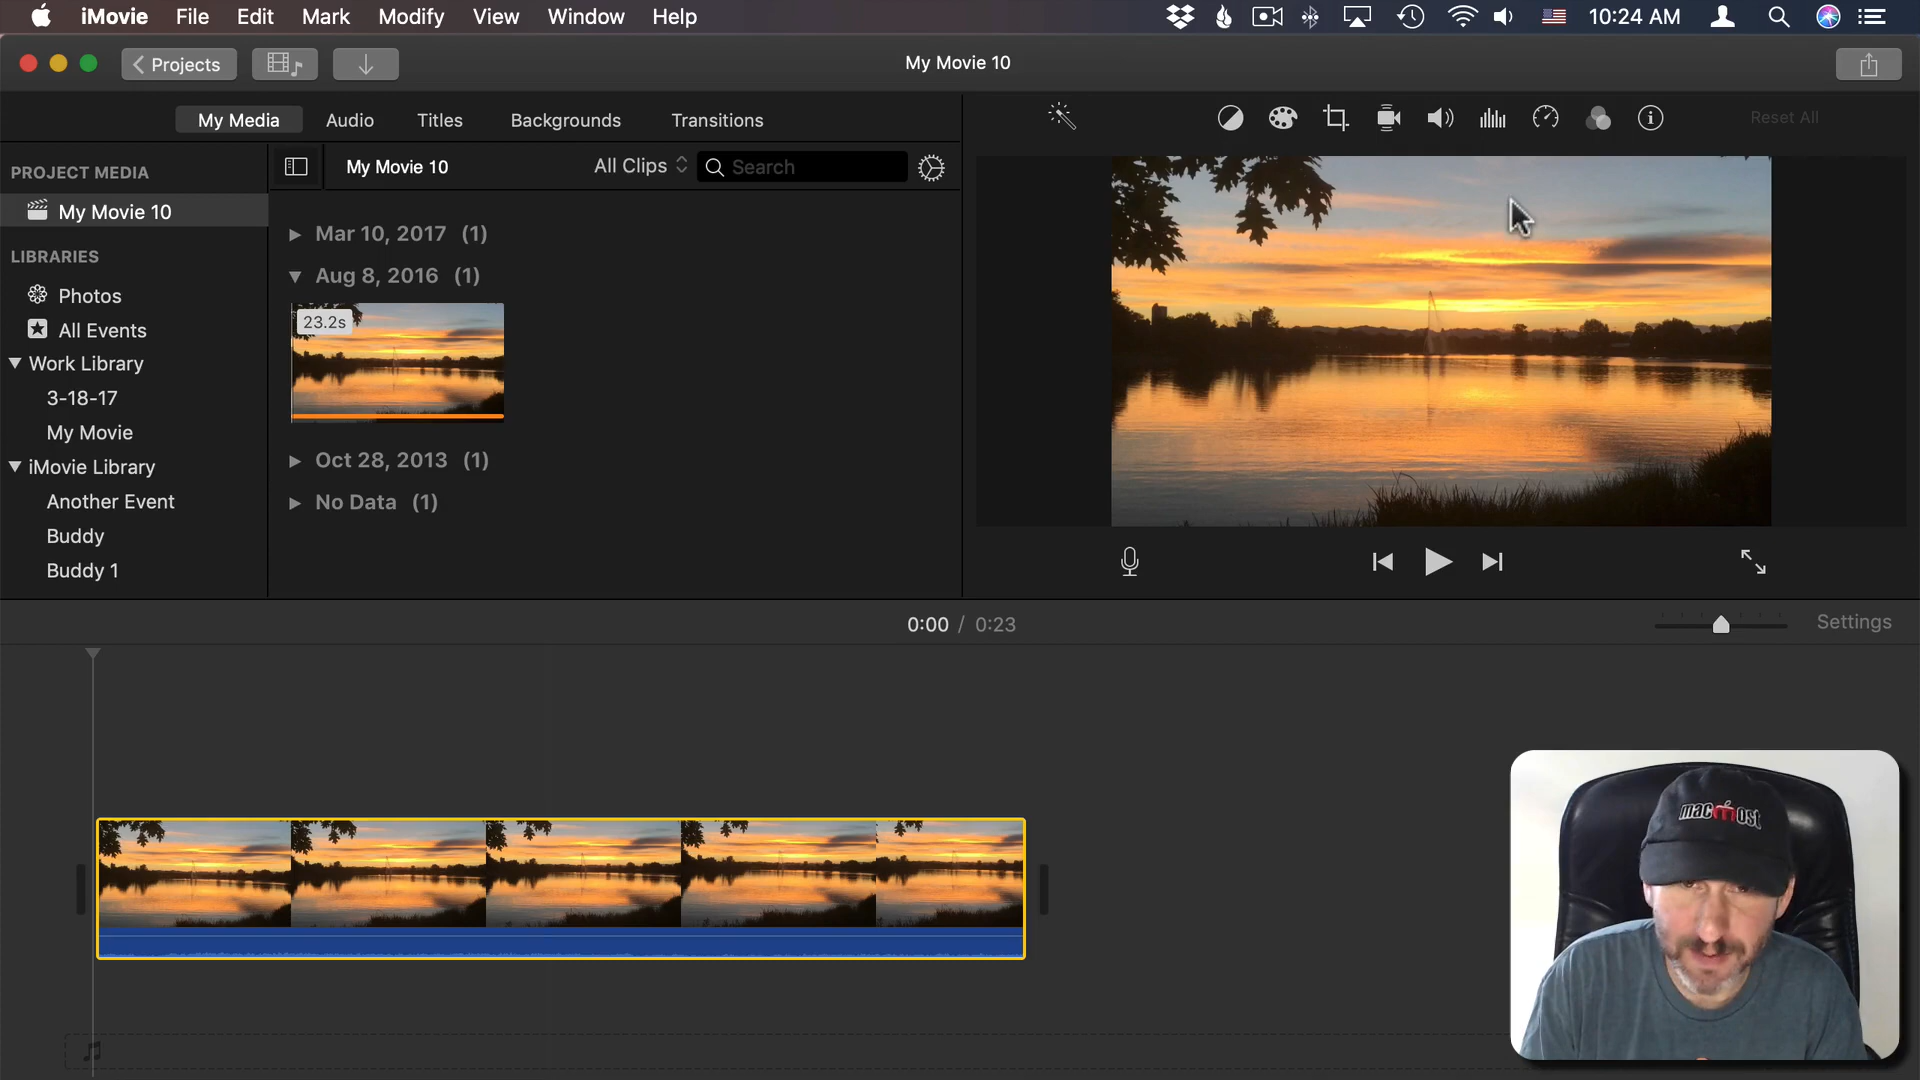 iMovie File Edit Mark Modify View Window Help 10:24 AM
Projects My Movie 10
My Media Audio Titles Backgrounds Transitions Reset All
PROJECT MEDIA My Movie 10 All Clips Search
My Movie 10
LIBRARIES
Photos
All Events
Work Library
3-18-17
My Movie
iMovie Library
Another Event
Buddy
Buddy 1
Mar 10, 2017 (1)
Aug 8, 2016 (1)
23.2s
Oct 28, 2013 (1)
No Data (1)
0:00 / 0:23 Settings
macmost